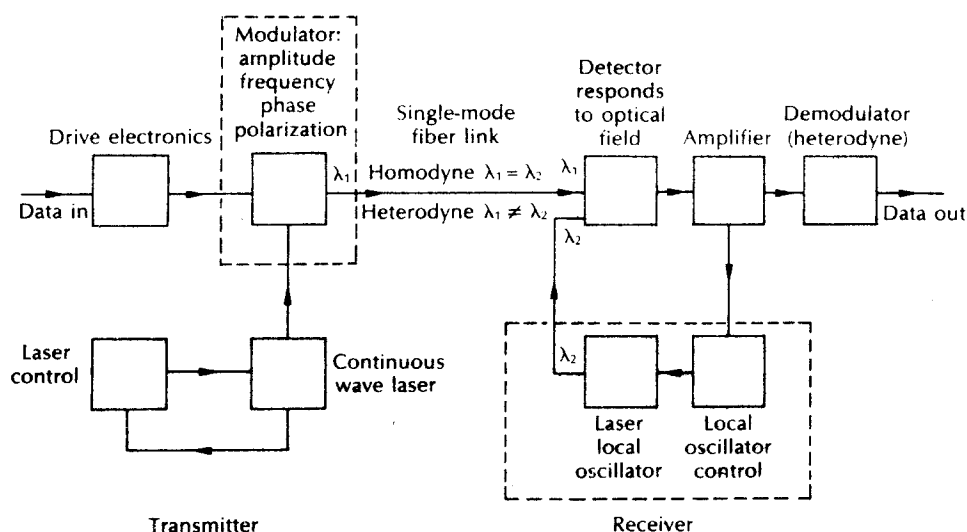 Modulator:
amplitude
frequency
phase
polarization
Drive electronics
Data in
Single-mode
fiber link
λ₁
Homodyne λ₁ = λ₂
Heterodyne λ₁ ≠ λ₂
Detector
responds
to optical
field
λ₁
λ₂
Amplifier
Demodulator
(heterodyne)
Data out
Laser
control
Continuous
wave laser
λ₂
Laser
local
oscillator
Local
oscillator
control
Transmitter
Receiver